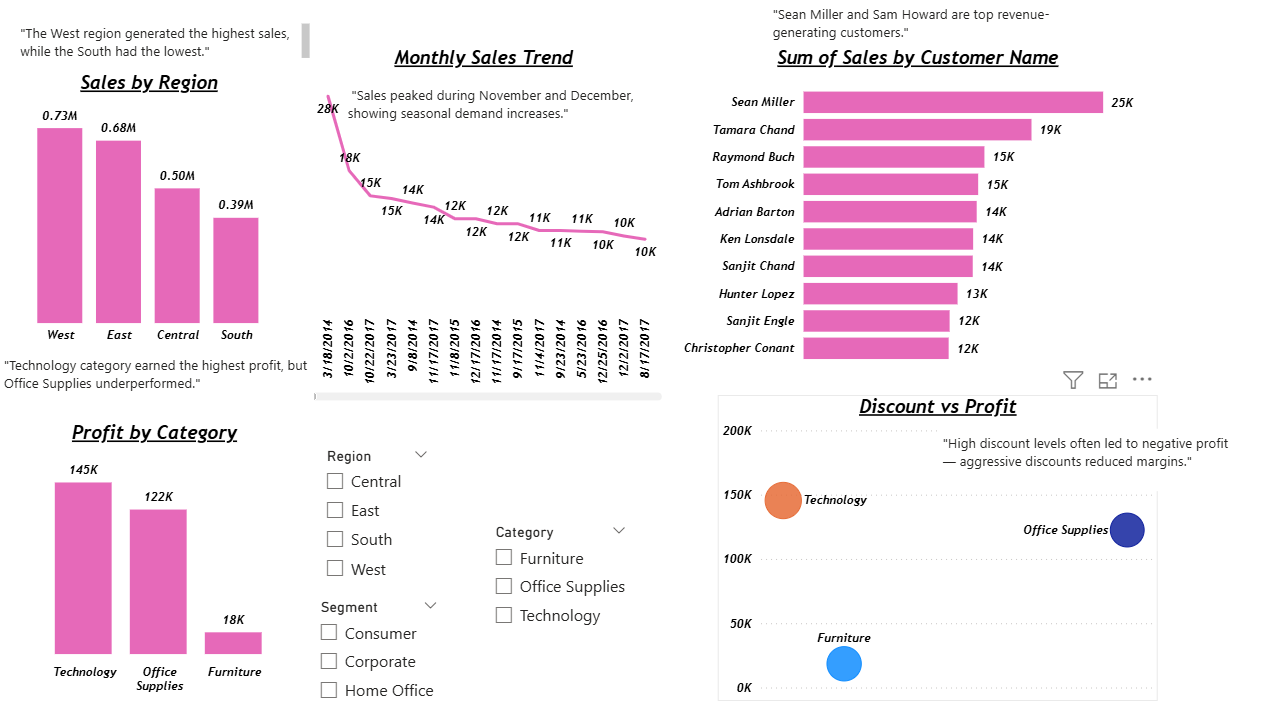 "The West region generated the highest sales,
while the South had the lowest."
Sales by Region
0.73M
0.68M
0.50M
0.39M
West East Central South
Monthly Sales Trend
"Sales peaked during November and December,
showing seasonal demand increases."
28K
18K
15K
15K
14K
14K
12K
12K
12K
12K
11K
11K
11K
10K
10K
10K
3/18/2014
10/2/2016
10/22/2017
3/23/2017
9/8/2014
11/17/2017
11/8/2015
12/17/2016
11/14/2016
9/17/2015
11/4/2017
9/23/2014
5/23/2016
12/25/2016
12/2/2017
8/17/2017
"Sean Miller and Sam Howard are top revenue-
generating customers."
Sum of Sales by Customer Name
Sean Miller 25K
Tamara Chand 19K
Raymond Buch 15K
Tom Ashbrook 15K
Adrian Barton 14K
Ken Lonsdale 14K
Sanjit Chand 14K
Hunter Lopez 13K
Sanjit Engle 12K
Christopher Conant 12K
"Technology category earned the highest profit, but
Office Supplies underperformed."
Profit by Category
145K
122K
18K
Technology
Office
Supplies
Furniture
Region
Central
East
South
West
Segment
Consumer
Corporate
Home Office
Category
Furniture
Office Supplies
Technology
Discount vs Profit
"High discount levels often led to negative profit
— aggressive discounts reduced margins."
200K
150K
100K
50K
0K
Technology
Office Supplies
Furniture